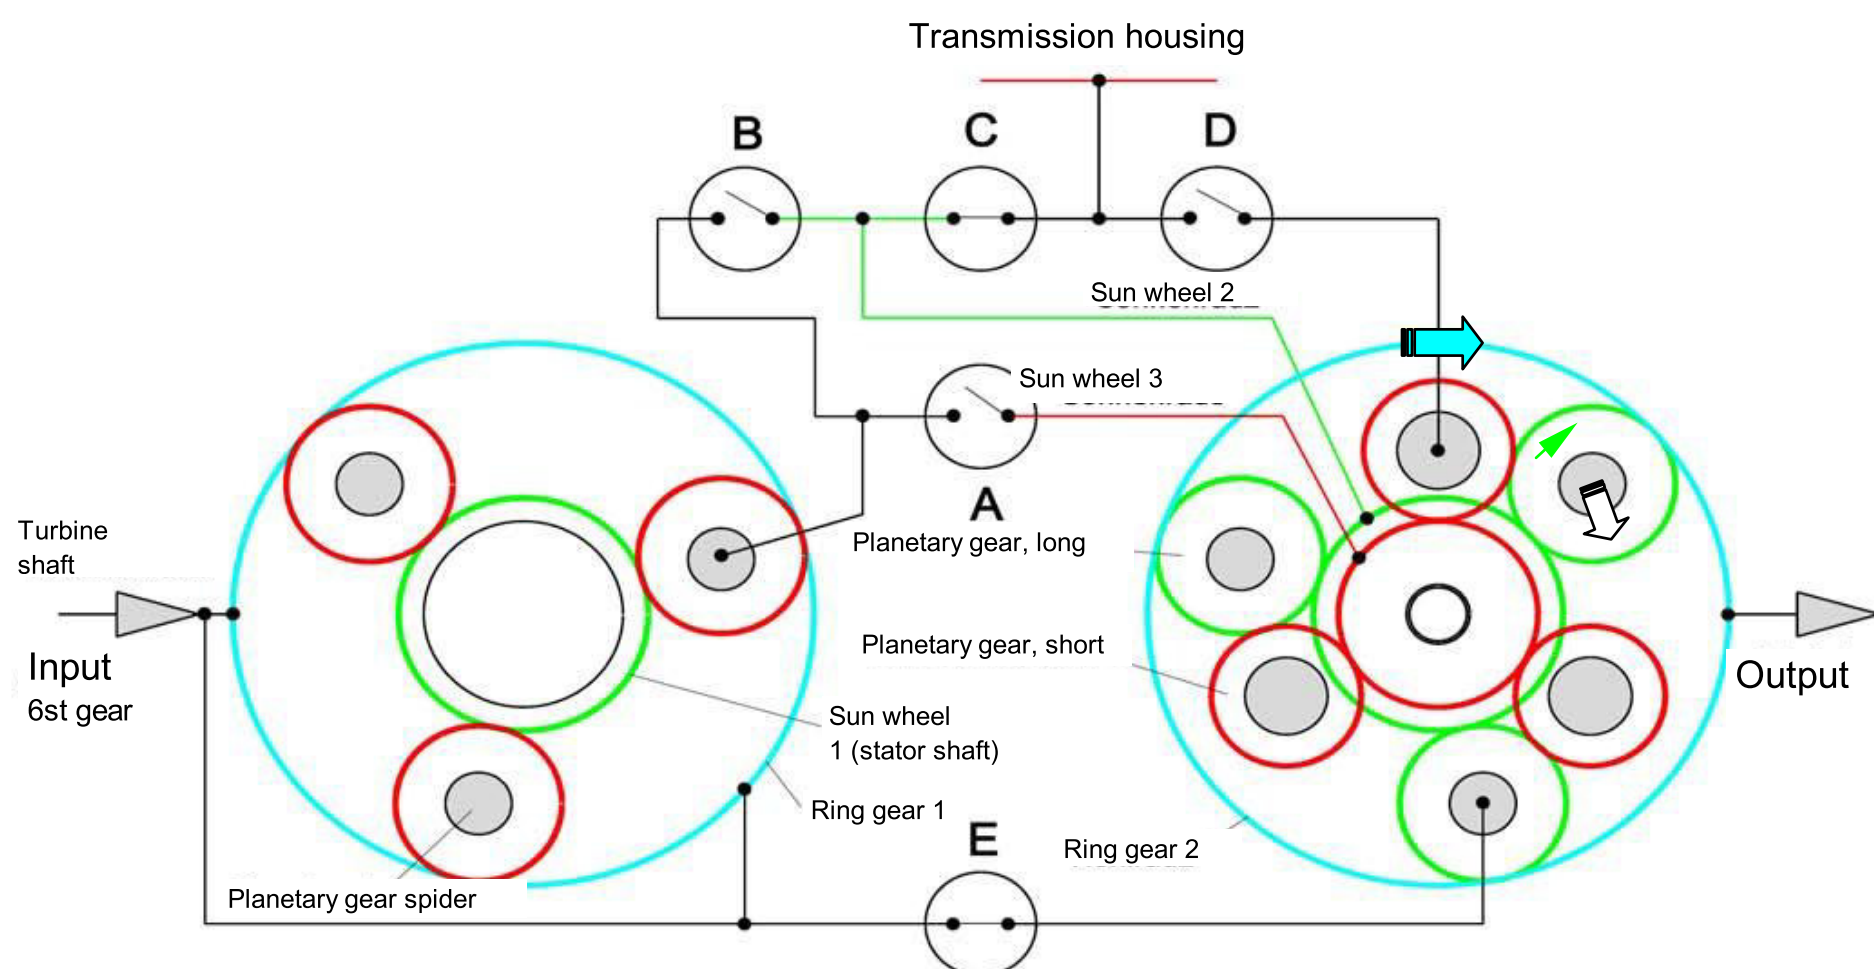 Transmission housing
B
C
D
Sun wheel 2
Sun wheel 3
A
Turbine
shaft
Planetary gear, long
Planetary gear, short
Input
6st gear
Output
Sun wheel
1 (stator shaft)
Ring gear 1
E
Ring gear 2
Planetary gear spider